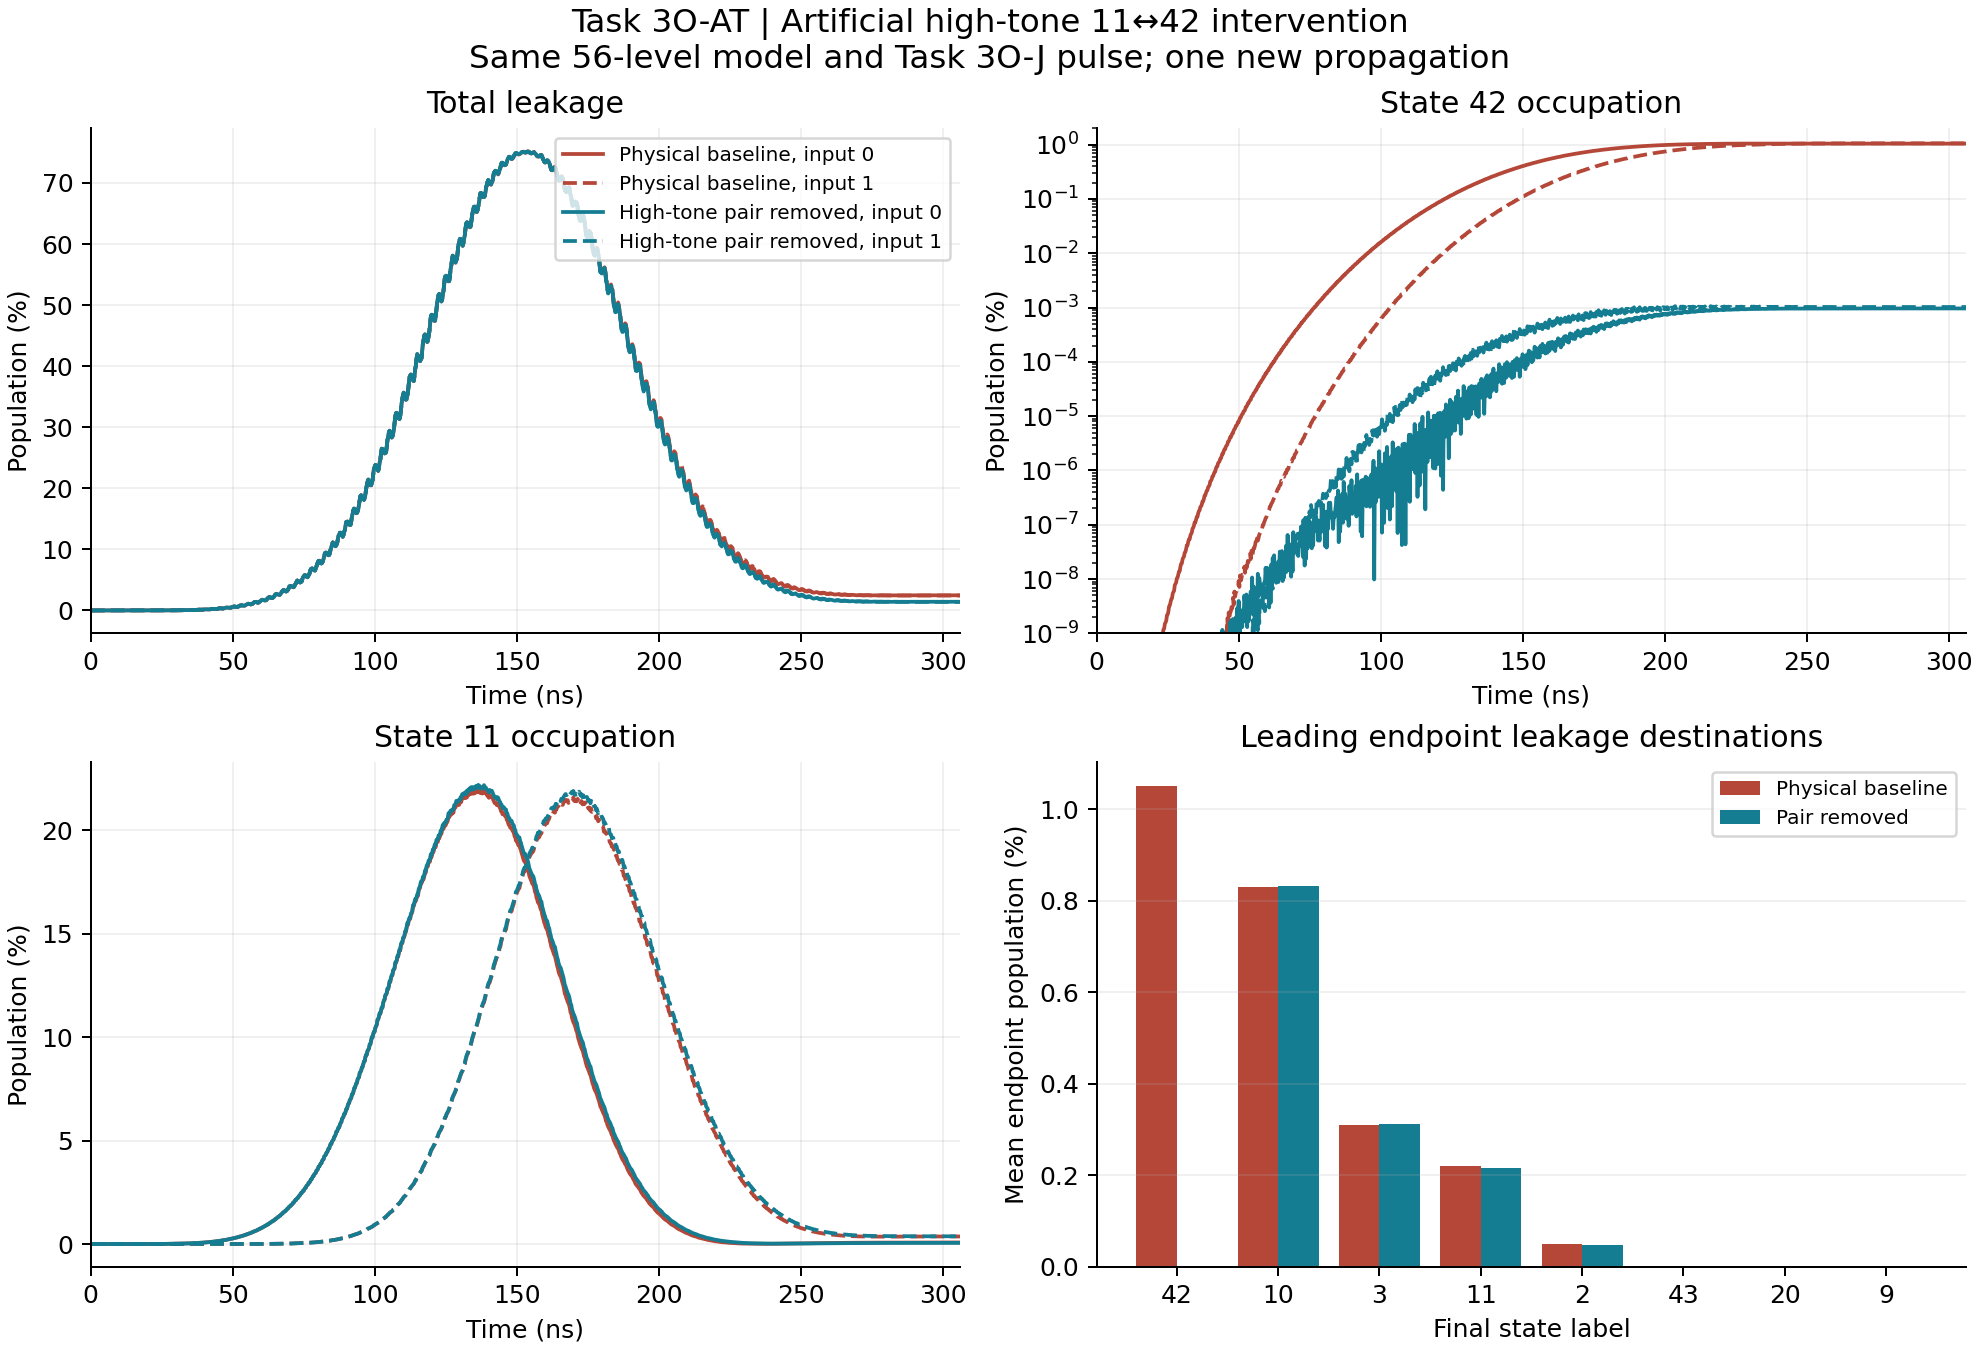 Task 3O-AT | Artificial high-tone 11↔42 intervention
Same 56-level model and Task 3O-J pulse; one new propagation
Total leakage
Population (%)
70
60
50
40
30
20
10
0
0 50 100 150 200 250 300
Time (ns)
Physical baseline, input 0
Physical baseline, input 1
High-tone pair removed, input 0
High-tone pair removed, input 1
State 42 occupation
Population (%)
10⁰
10⁻¹
10⁻²
10⁻³
10⁻⁴
10⁻⁵
10⁻⁶
10⁻⁷
10⁻⁸
10⁻⁹
0 50 100 150 200 250 300
Time (ns)
State 11 occupation
Population (%)
20
15
10
5
0
0 50 100 150 200 250 300
Time (ns)
Leading endpoint leakage destinations
Mean endpoint population (%)
1.0
0.8
0.6
0.4
0.2
0.0
42 10 3 11 2 43 20 9
Final state label
Physical baseline
Pair removed